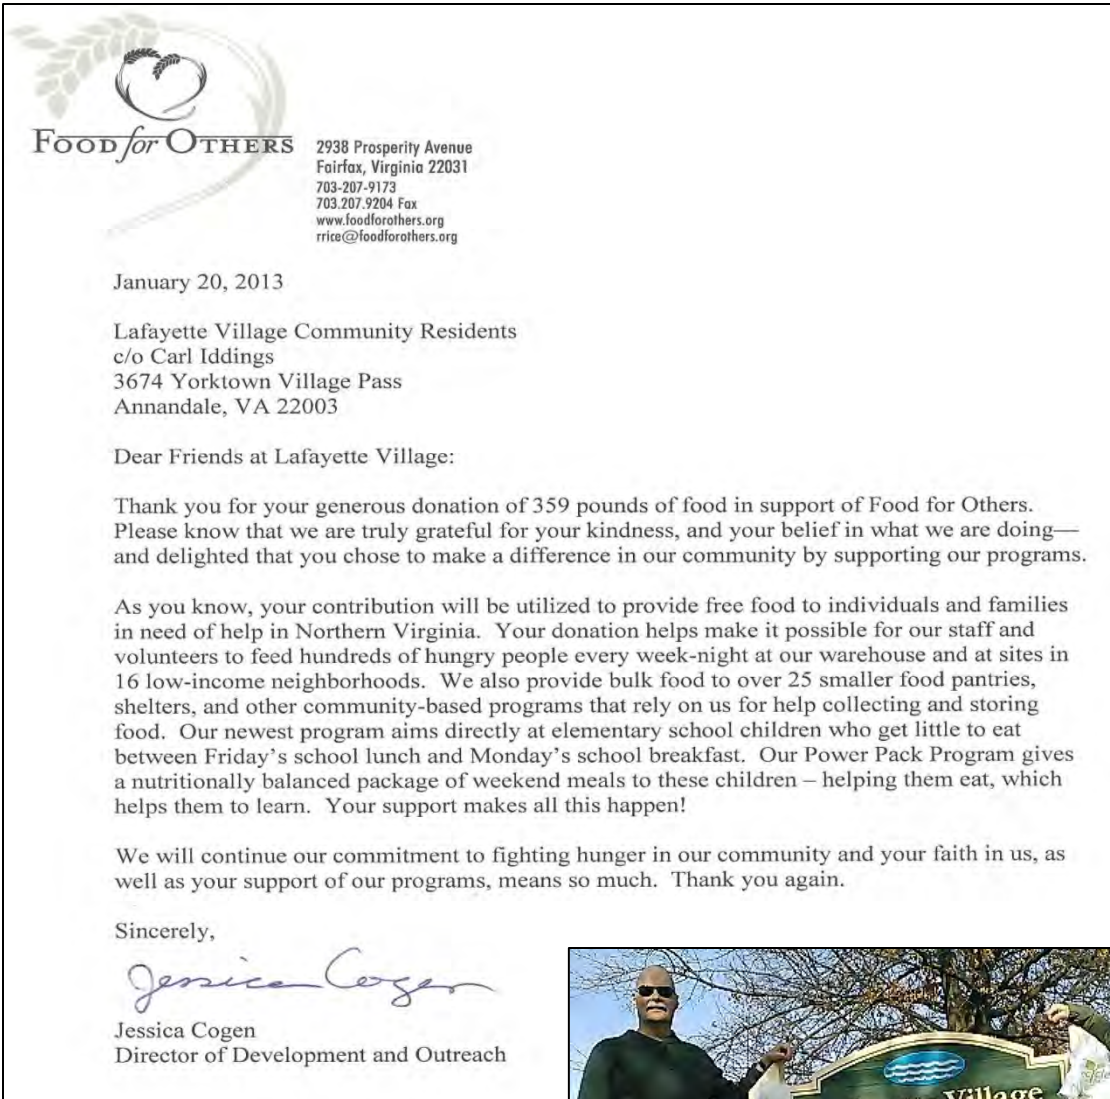 FOOD for OTHERS
2938 Prosperity Avenue
Fairfax, Virginia 22031
703-207-9173
703.207.9204 Fax
www.foodforothers.org
rrice@foodforothers.org
January 20, 2013
Lafayette Village Community Residents
c/o Carl Iddings
3674 Yorktown Village Pass
Annandale, VA 22003
Dear Friends at Lafayette Village:
Thank you for your generous donation of 359 pounds of food in support of Food for Others.
Please know that we are truly grateful for your kindness, and your belief in what we are doing—
and delighted that you chose to make a difference in our community by supporting our programs.
As you know, your contribution will be utilized to provide free food to individuals and families
in need of help in Northern Virginia.  Your donation helps make it possible for our staff and
volunteers to feed hundreds of hungry people every week-night at our warehouse and at sites in
16 low-income neighborhoods.  We also provide bulk food to over 25 smaller food pantries,
shelters, and other community-based programs that rely on us for help collecting and storing
food.  Our newest program aims directly at elementary school children who get little to eat
between Friday's school lunch and Monday's school breakfast.  Our Power Pack Program gives
a nutritionally balanced package of weekend meals to these children – helping them eat, which
helps them to learn.  Your support makes all this happen!
We will continue our commitment to fighting hunger in our community and your faith in us, as
well as your support of our programs, means so much.  Thank you again.
Sincerely,
Jessica Cogen
Jessica Cogen
Director of Development and Outreach
Village